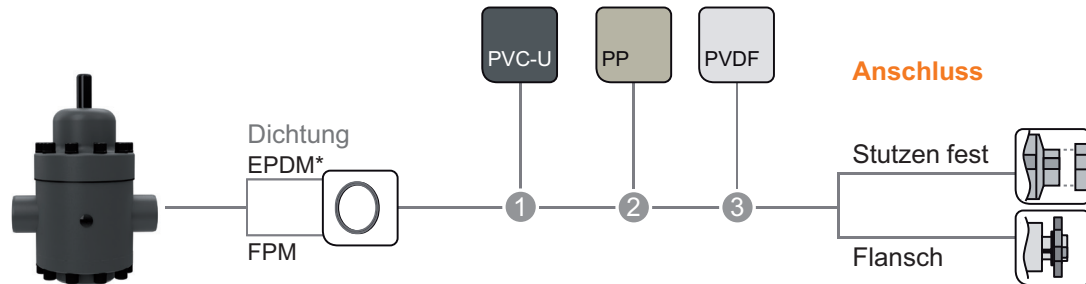 PVC-U
PP
PVDF
Anschluss
Dichtung
EPDM*
Stutzen fest
1
2
3
FPM
Flansch